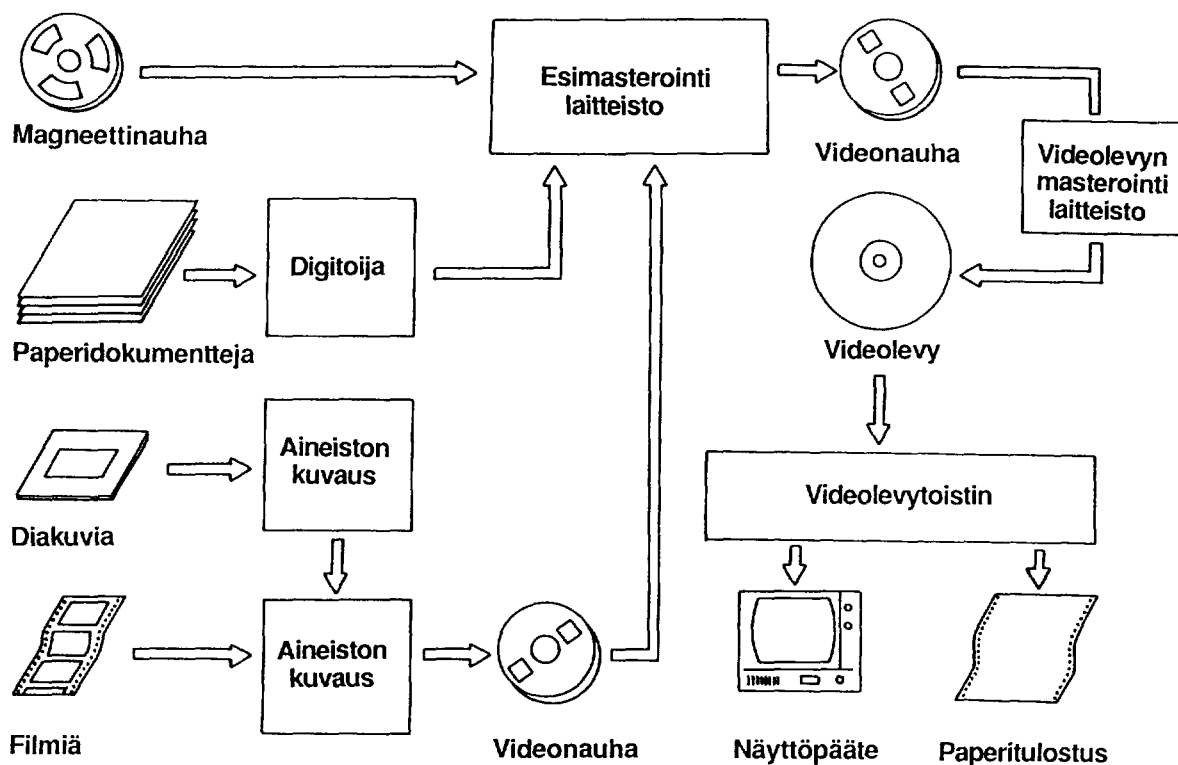 Magneettinauha
Esimasterointi
laitteisto
Videonauha
Videolevyn
masterointi
laitteisto
Paperidokumentteja
Digitoija
Videolevy
Diakuvia
Aineiston
kuvaus
Videolevytoistin
Filmiä
Aineiston
kuvaus
Videonauha
Näyttöpääte
Paperitulostus